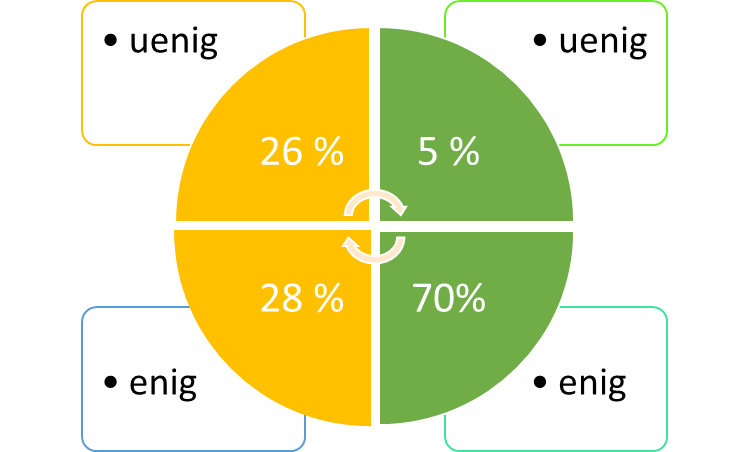 • uenig
• uenig
26 %
5 %
28 %
70%
• enig
• enig